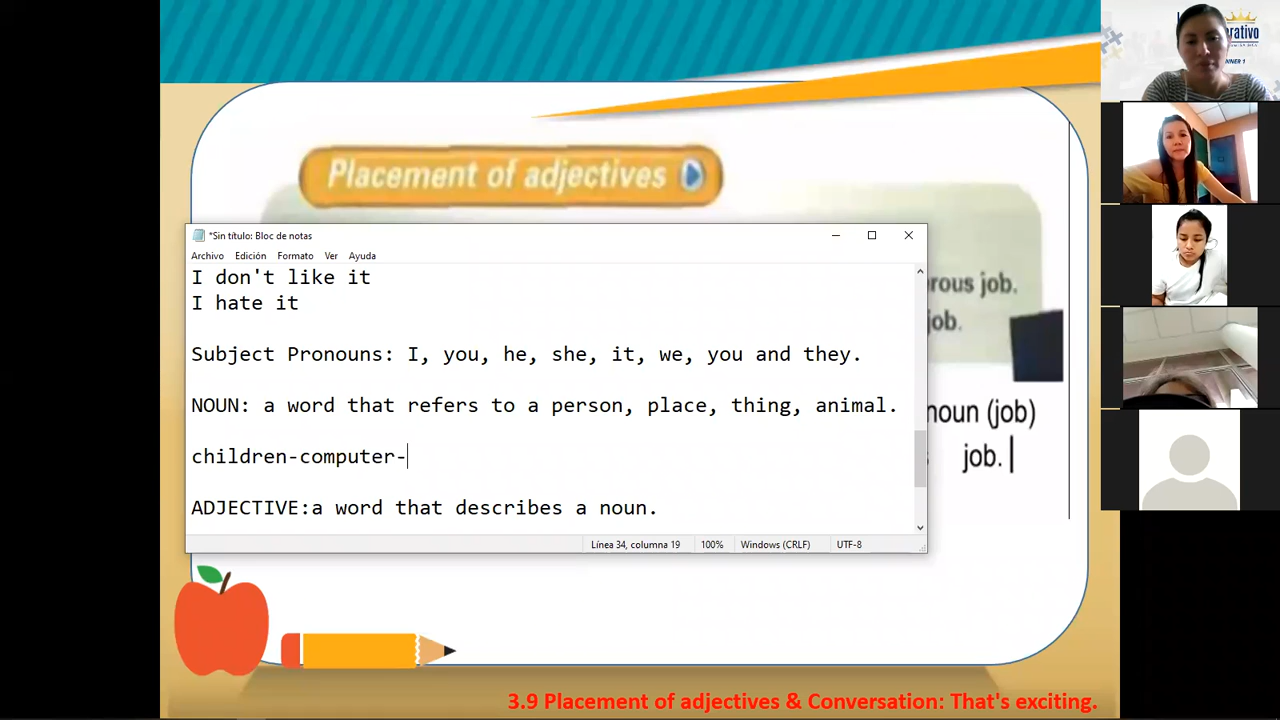 Placement of adjectives
*Sin título: Bloc de notas
Archivo Edición Formato Ver Ayuda
I don't like it
I hate it
Subject Pronouns: I, you, he, she, it, we, you and they.
NOUN: a word that refers to a person, place, thing, animal.
children-computer-
ADJECTIVE:a word that describes a noun.
Línea 34, columna 19 100% Windows (CRLF) UTF-8
job.
job.
noun (job)
job.
3.9 Placement of adjectives & Conversation: That's exciting.